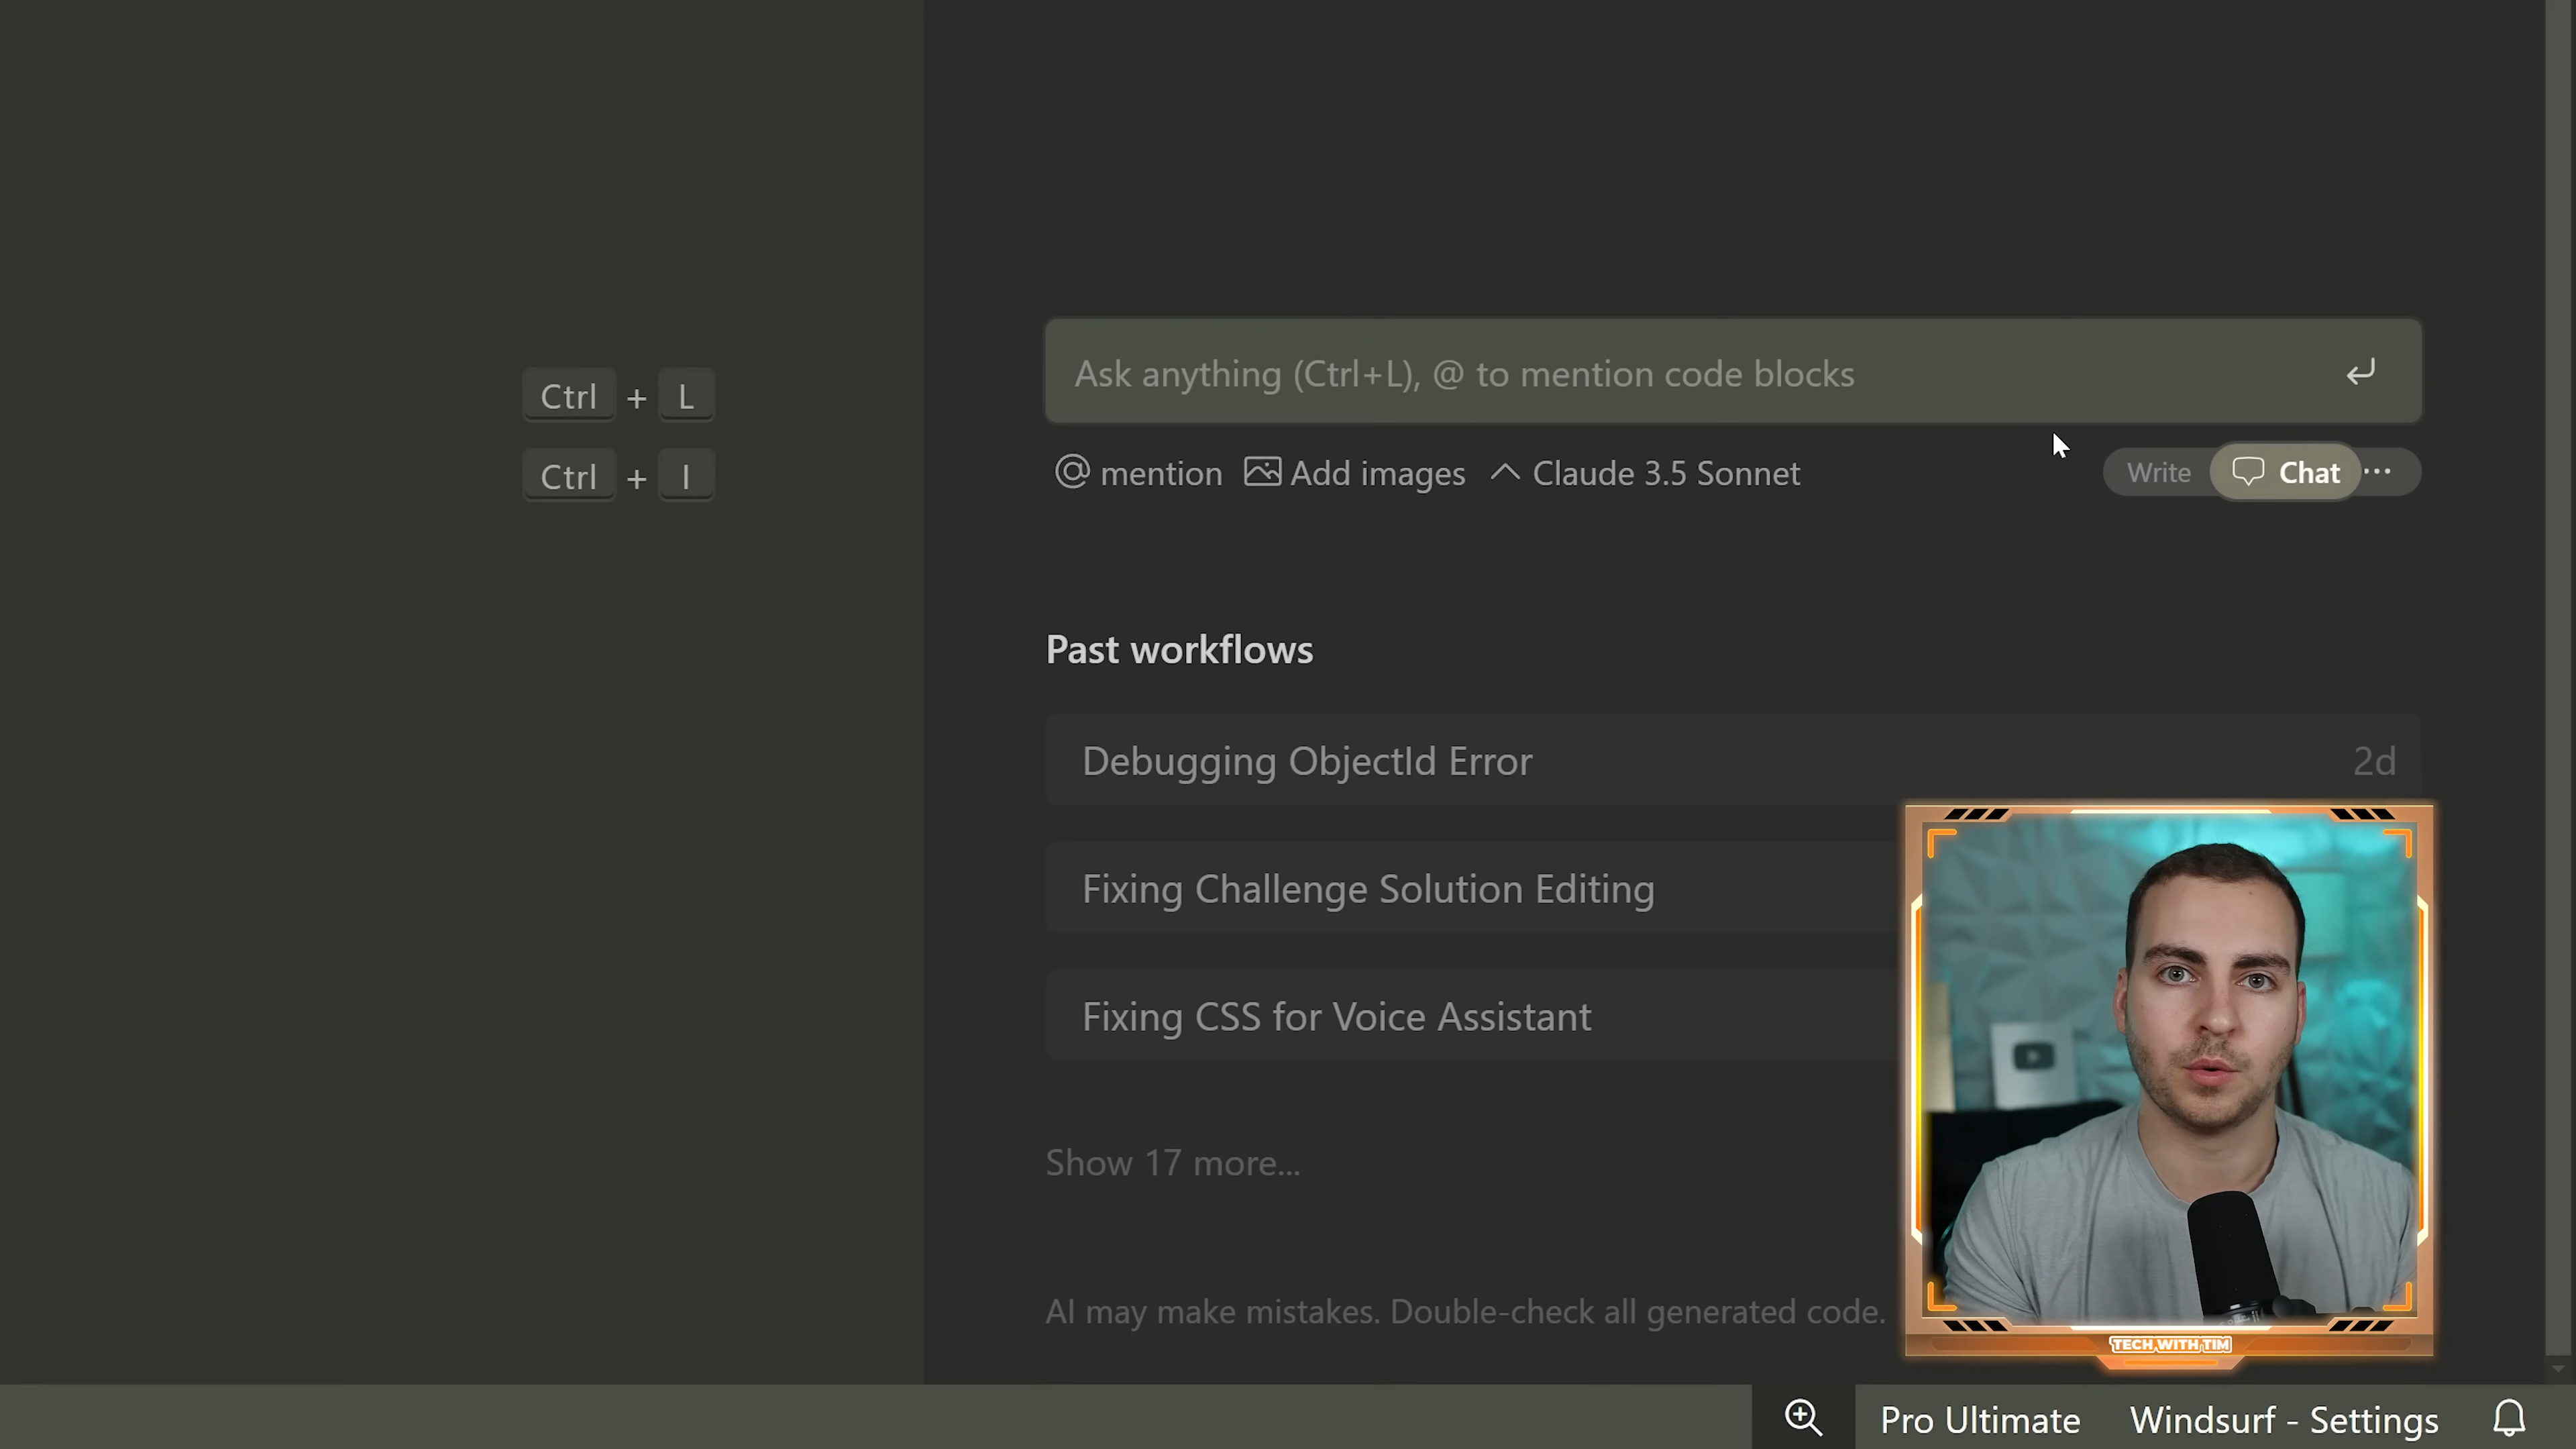 Ctrl + L
Ctrl + I
Ask anything (Ctrl+L), @ to mention code blocks
@ mention Add images Claude 3.5 Sonnet
Write Chat ...
Past workflows
Debugging ObjectId Error 2d
Fixing Challenge Solution Editing
Fixing CSS for Voice Assistant
Show 17 more...
AI may make mistakes. Double-check all generated code.
TECH WITH TIM
Pro Ultimate Windsurf - Settings